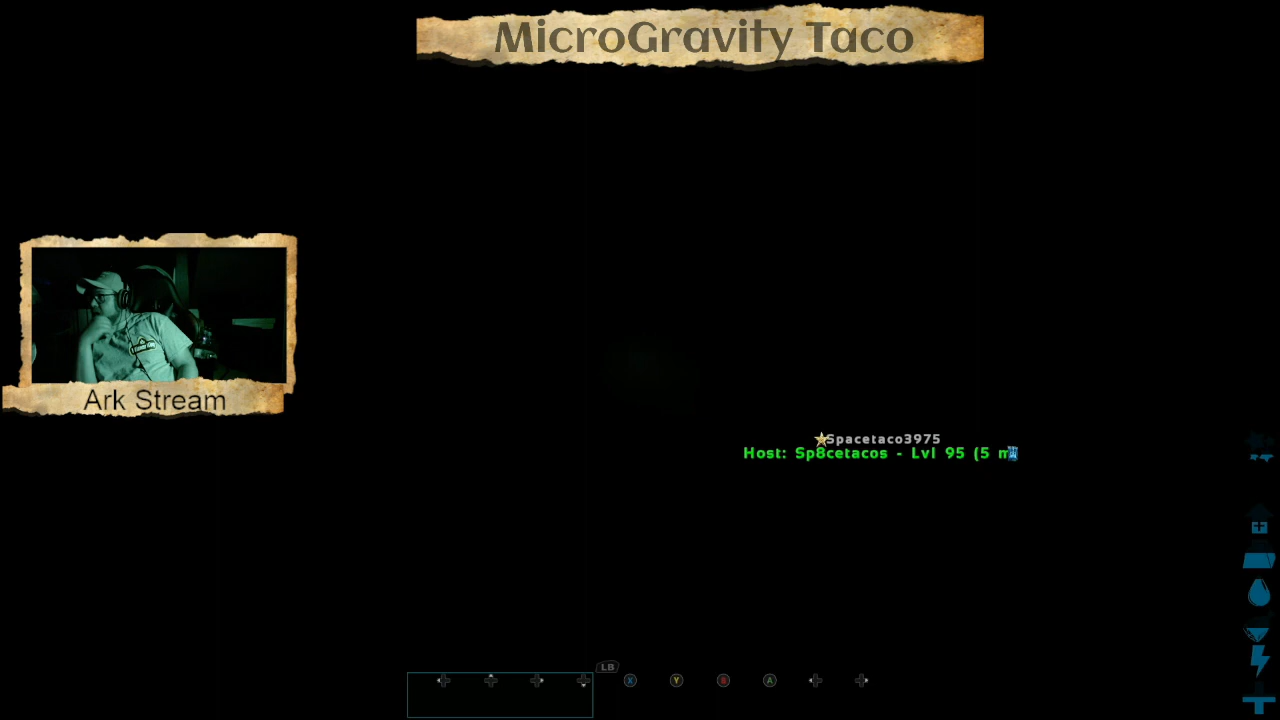 MicroGravity Taco
Ark Stream
Spacetaco3975
Host: Sp8cetacos - Lvl 95 (5 m
LB
X Y B A